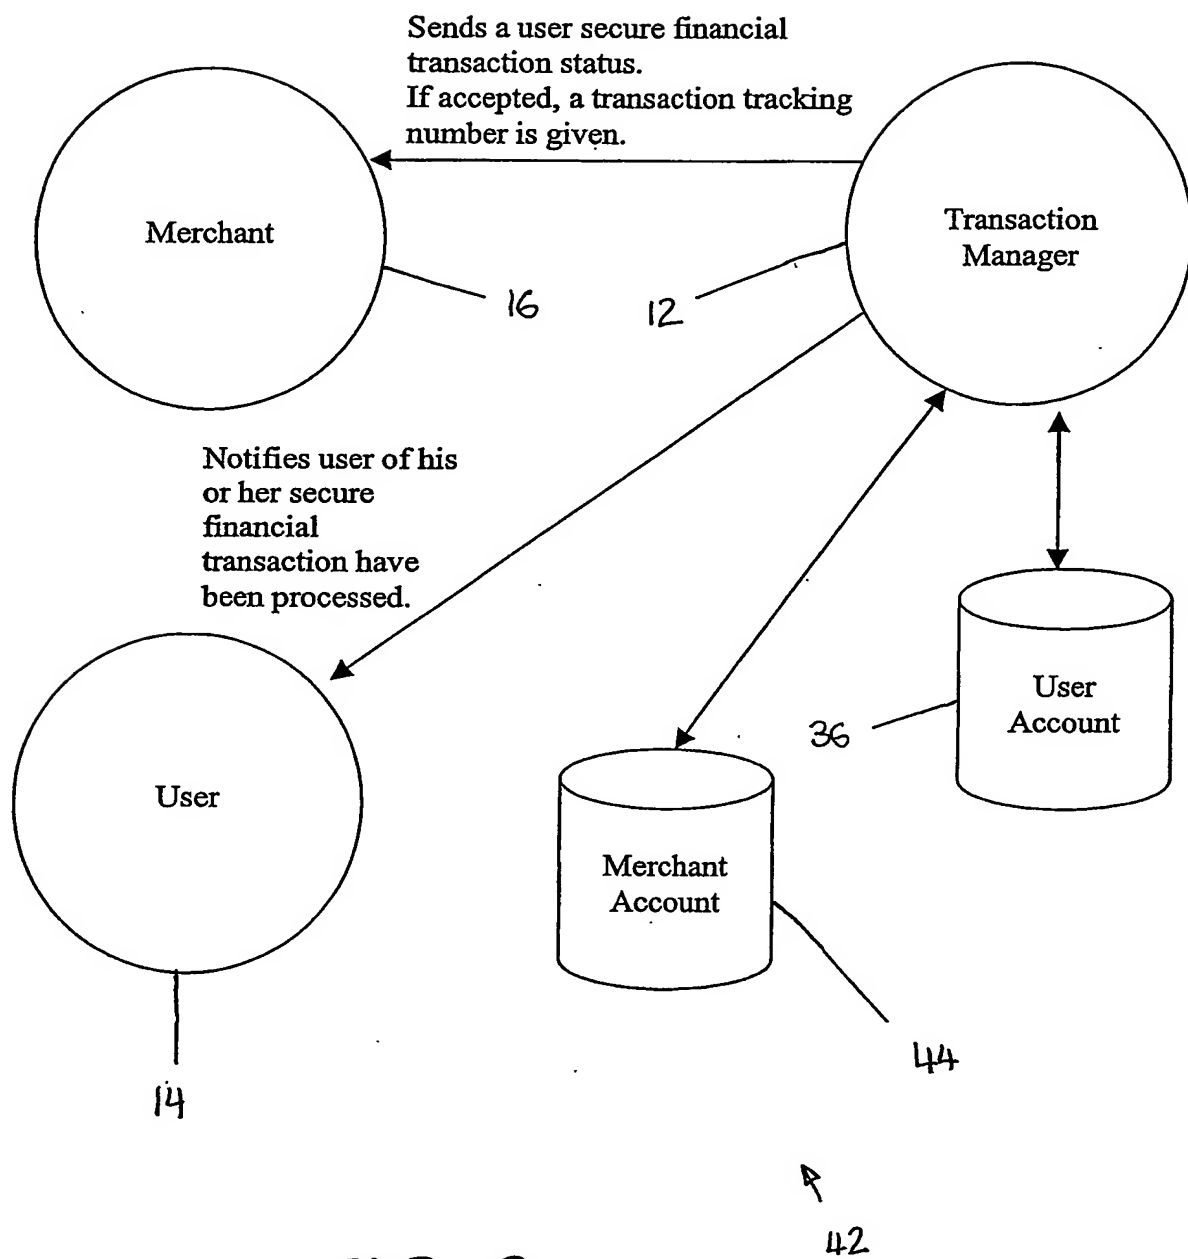 Sends a user secure financial
transaction status.
If accepted, a transaction tracking
number is given.
Merchant
Transaction
Manager
16
12
Notifies user of his
or her secure
financial
transaction have
been processed.
User
Account
36
User
Merchant
Account
44
14
42